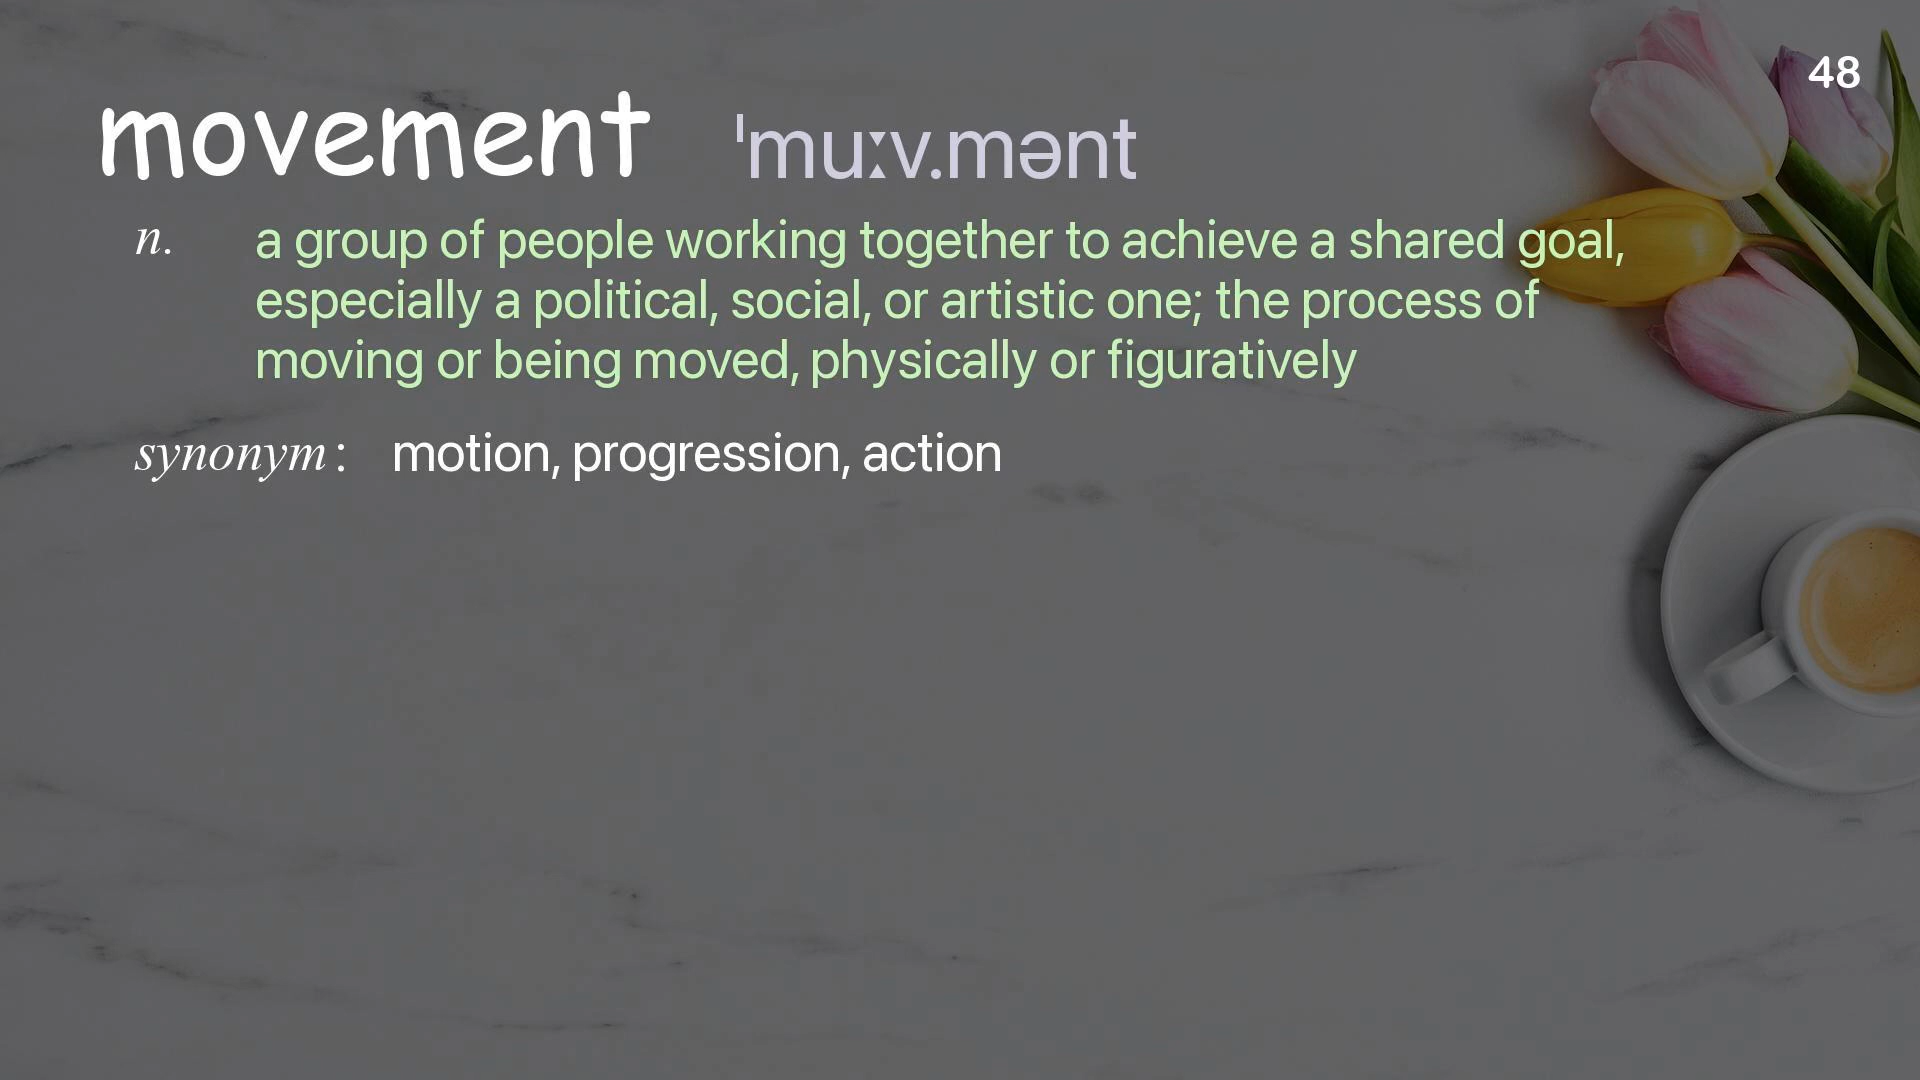 48
movement ˈmuːv.mənt
n. a group of people working together to achieve a shared goal,
especially a political, social, or artistic one; the process of
moving or being moved, physically or figuratively
synonym : motion, progression, action